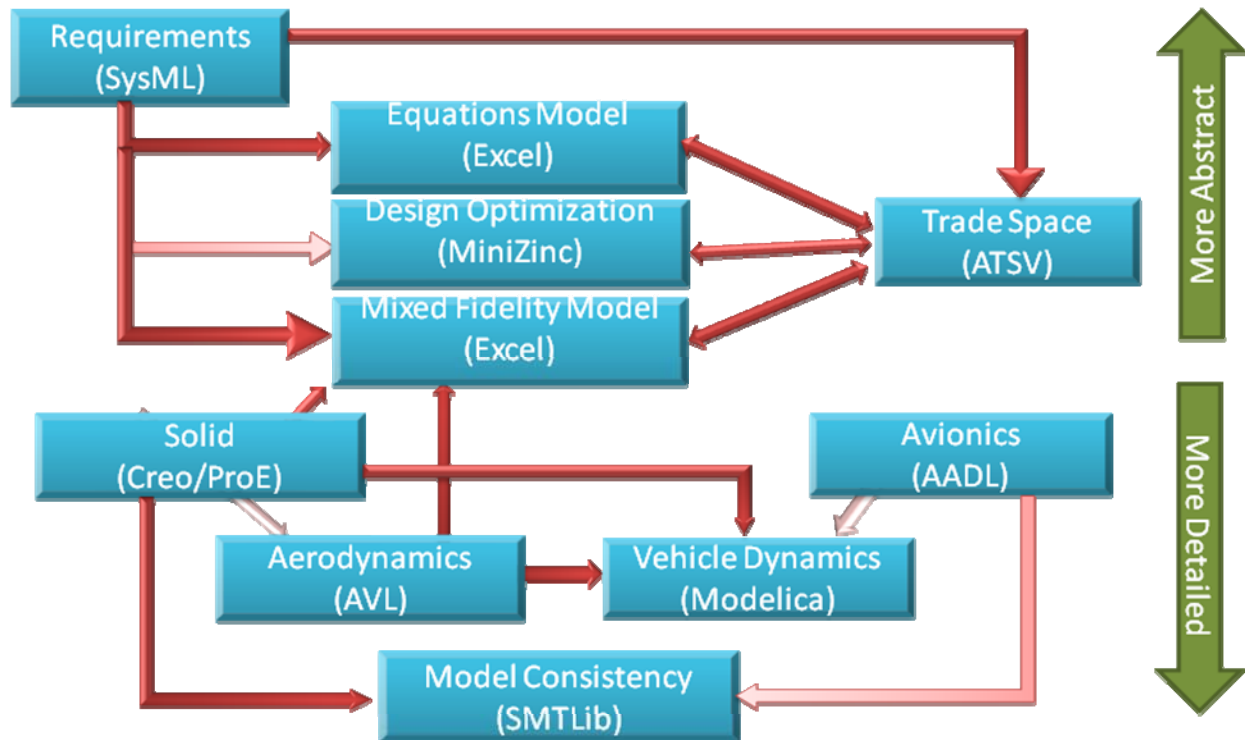 Requirements
(SysML)
Equations Model
(Excel)
Design Optimization
(MiniZinc)
Mixed Fidelity Model
(Excel)
Trade Space
(ATSV)
More Abstract
Solid
(Creo/ProE)
Avionics
(AADL)
Aerodynamics
(AVL)
Vehicle Dynamics
(Modelica)
Model Consistency
(SMTLib)
More Detailed